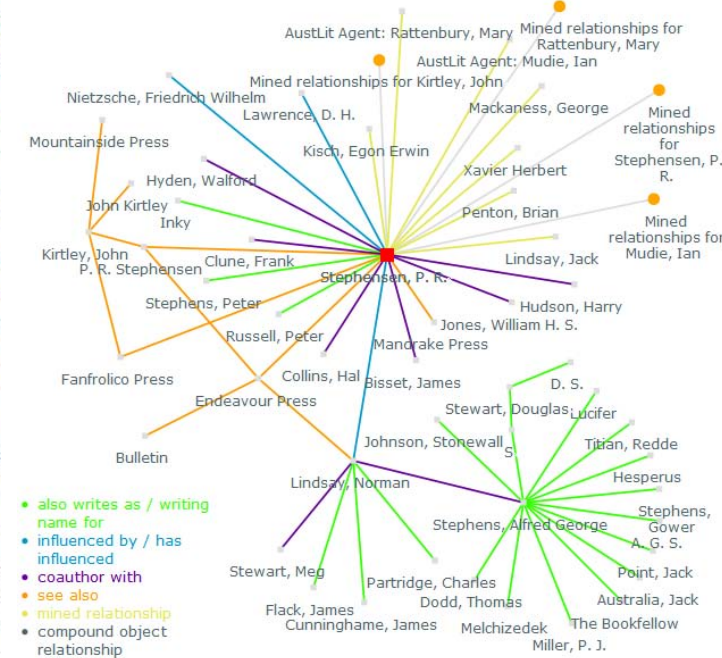 AustLit Agent: Rattenbury, Mary
Mined relationships for
Rattenbury, Mary
AustLit Agent: Mudie, Ian
Mined relationships for Kirtley, John
Nietzsche, Friedrich Wilhelm
Lawrence, D. H.
Mackaness, George
Mined
relationships
for
Stephensen, P.
R.
Mountainside Press
Kisch, Egon Erwin
Xavier Herbert
Hyden, Walford
John Kirtley
Inky
Penton, Brian
Mined
relationships for
Mudie, Ian
Kirtley, John
P. R. Stephensen
Clune, Frank
Lindsay, Jack
Stephensen, P. R.
Stephens, Peter
Hudson, Harry
Jones, William H. S.
Russell, Peter
Mandrake Press
Fanfrolico Press
Collins, Hal
Bisset, James
D. S.
Endeavour Press
Stewart, Douglas
Lucifer
Bulletin
Johnson, Stonewall
S
Titian, Redde
Lindsay, Norman
Hesperus
Stephens,
Gower
Stephens, Alfred George
A. G. S.
Stewart, Meg
Partridge, Charles
Point, Jack
Dodd, Thomas
Australia, Jack
Flack, James
Cunninghame, James
Melchizedek
The Bookfellow
Miller, P. J.
also writes as / writing
name for
influenced by / has
influenced
coauthor with
see also
mined relationship
compound object
relationship